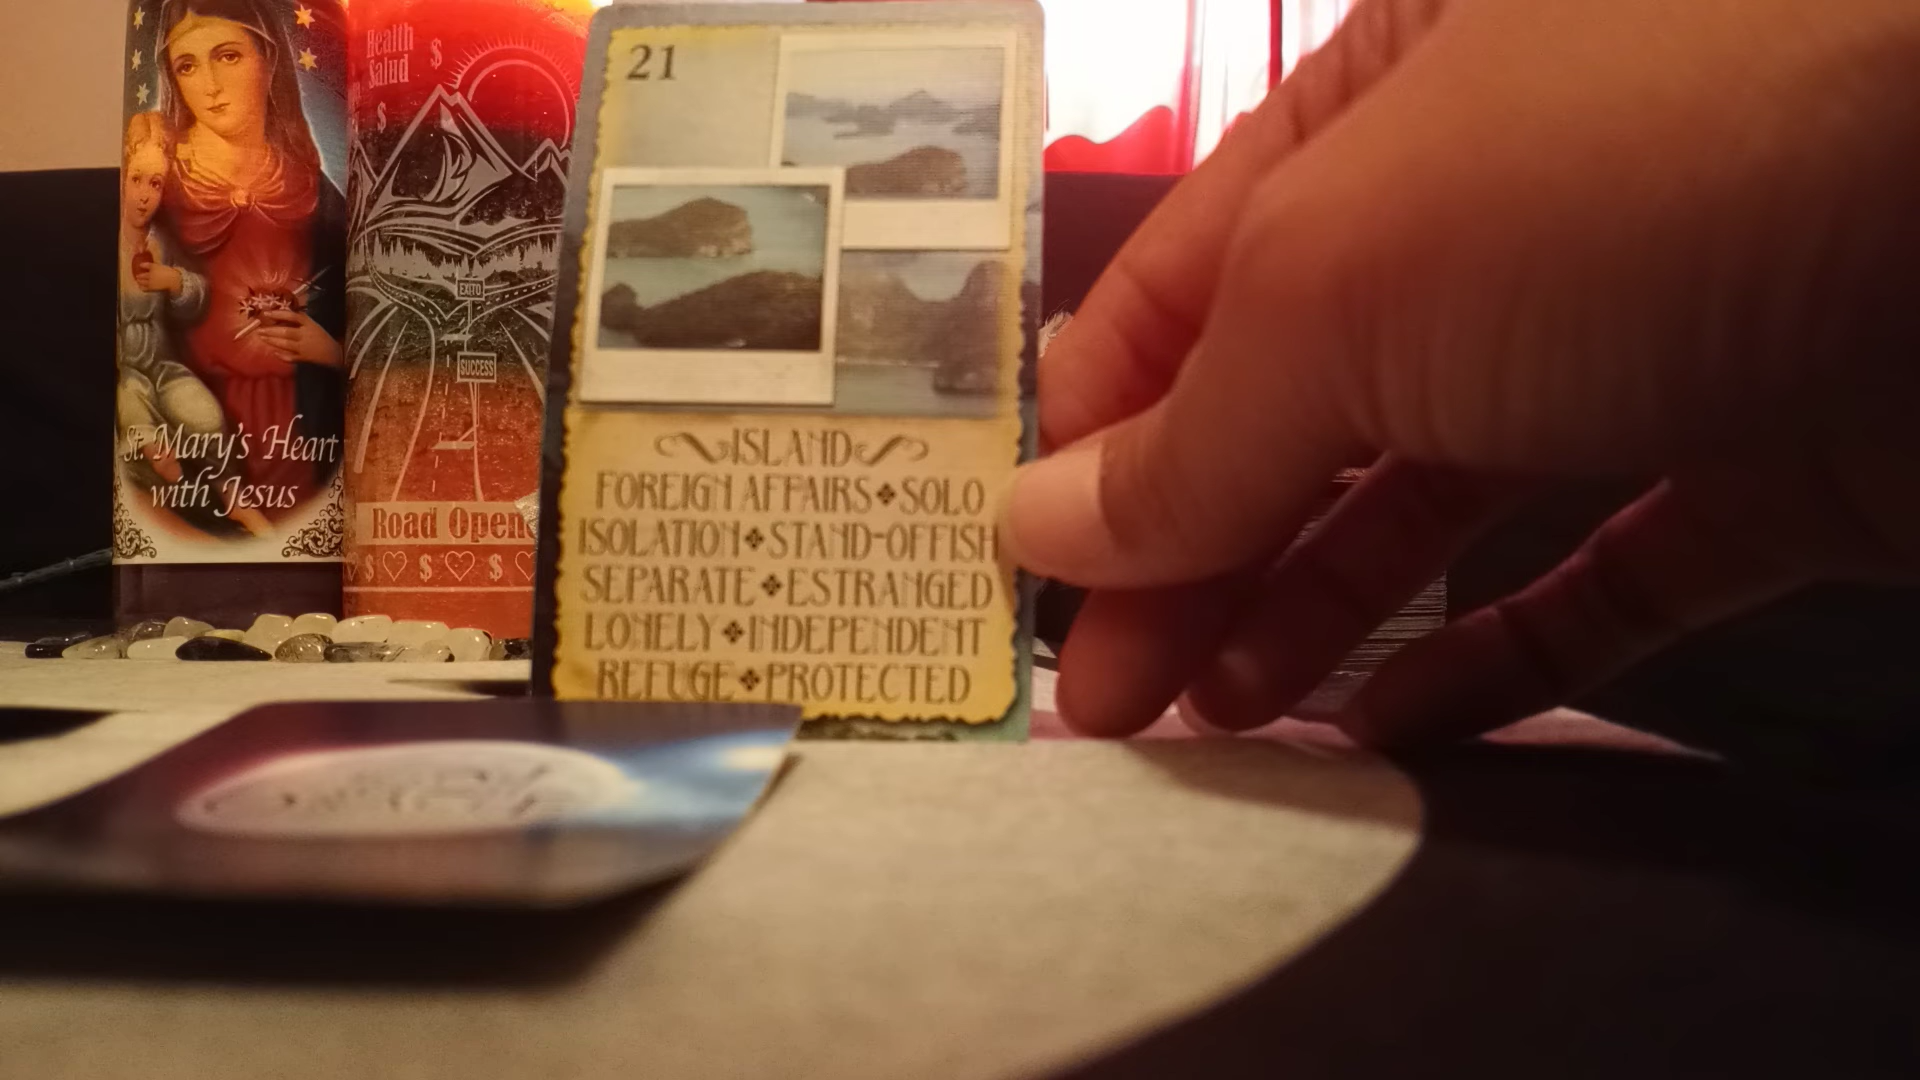 St. Mary's Heart
with Jesus
Health
Salud
$
$
EXITO
SUCCESS
Road Opene
$ ♡ $ ♡ $ ♡
21
ISLAND
FOREIGN AFFAIRS ❖ SOLO
ISOLATION ❖ STAND-OFFISH
SEPARATE ❖ ESTRANGED
LONELY ❖ INDEPENDENT
REFUGE ❖ PROTECTED